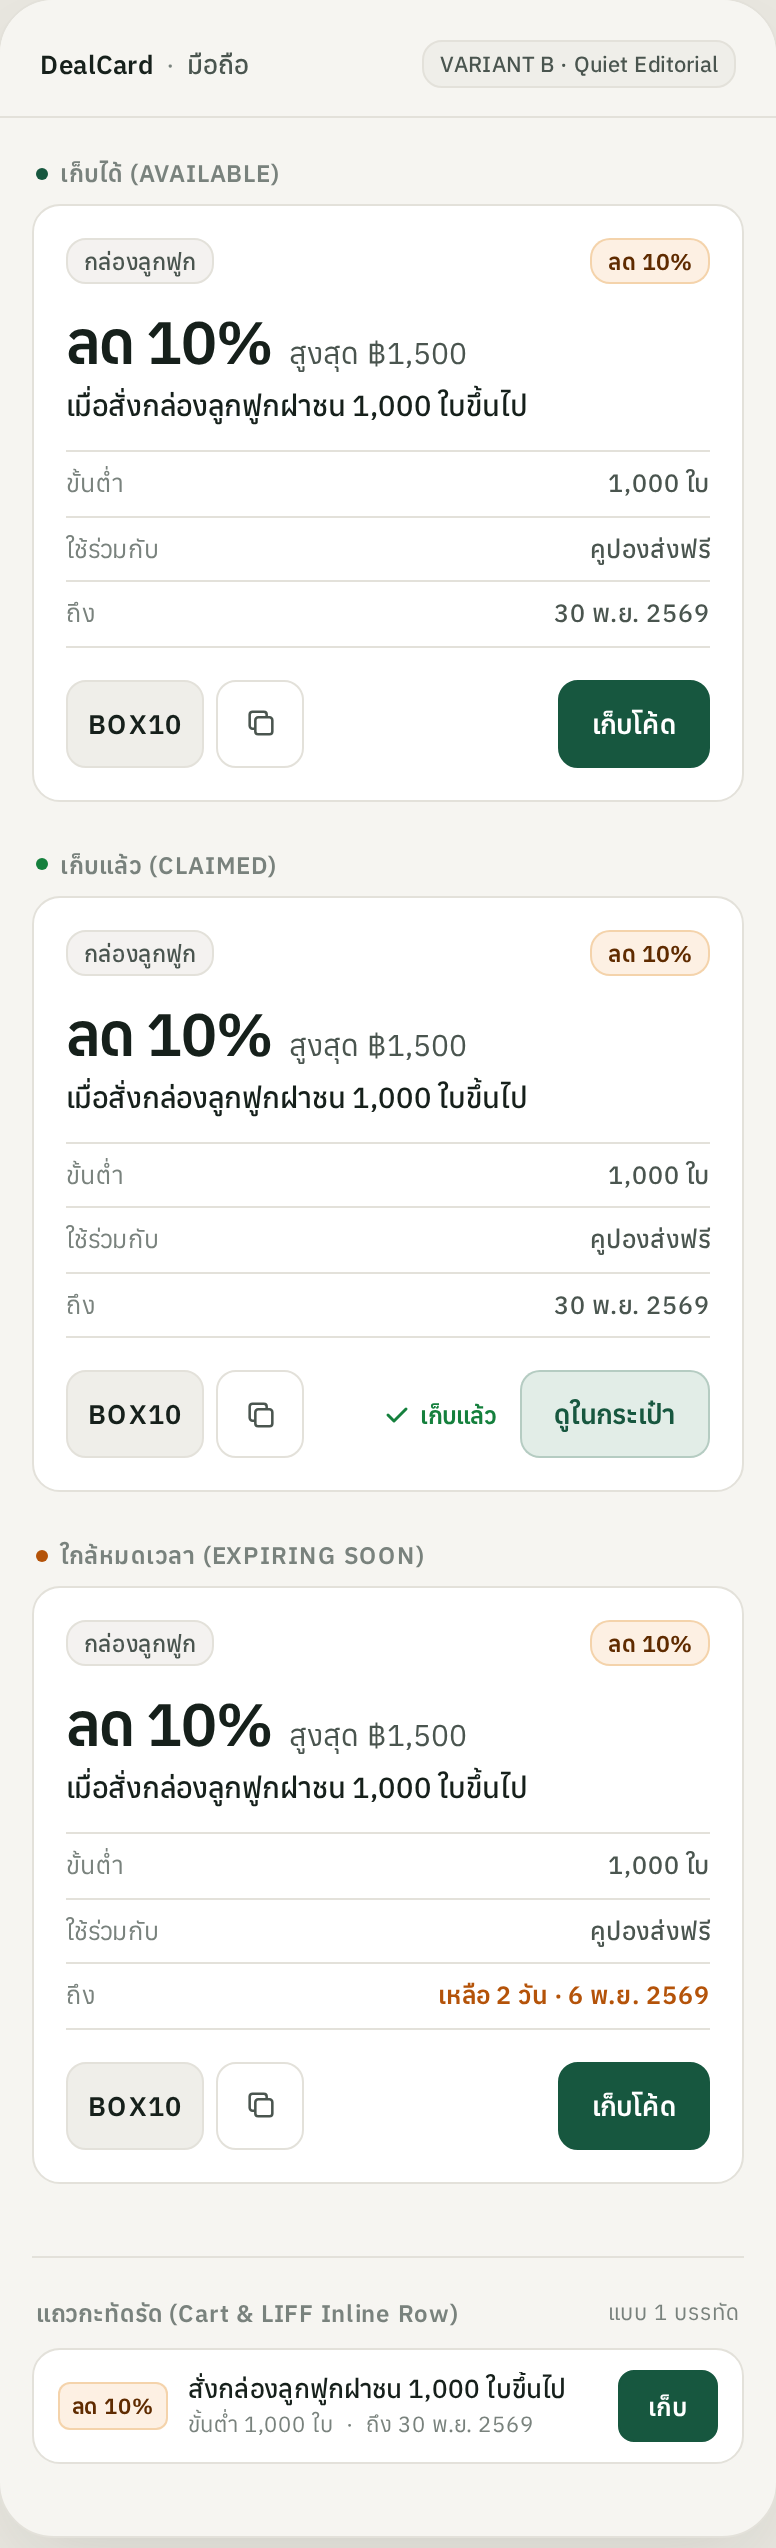 DealCard · มือถือ
VARIANT B · Quiet Editorial
เก็บได้ (AVAILABLE)
กล่องลูกฟูก
ลด 10%
ลด 10% สูงสุด ฿1,500
เมื่อสั่งกล่องลูกฟูกฝาชน 1,000 ใบขึ้นไป
ขั้นต่ำ 1,000 ใบ
ใช้ร่วมกับ คูปองส่งฟรี
ถึง 30 พ.ย. 2569
BOX10 เก็บโค้ด
เก็บแล้ว (CLAIMED)
กล่องลูกฟูก
ลด 10%
ลด 10% สูงสุด ฿1,500
เมื่อสั่งกล่องลูกฟูกฝาชน 1,000 ใบขึ้นไป
ขั้นต่ำ 1,000 ใบ
ใช้ร่วมกับ คูปองส่งฟรี
ถึง 30 พ.ย. 2569
BOX10 เก็บแล้ว ดูในกระเป๋า
ใกล้หมดเวลา (EXPIRING SOON)
กล่องลูกฟูก
ลด 10%
ลด 10% สูงสุด ฿1,500
เมื่อสั่งกล่องลูกฟูกฝาชน 1,000 ใบขึ้นไป
ขั้นต่ำ 1,000 ใบ
ใช้ร่วมกับ คูปองส่งฟรี
ถึง เหลือ 2 วัน · 6 พ.ย. 2569
BOX10 เก็บโค้ด
แถวกะทัดรัด (Cart & LIFF Inline Row) แบบ 1 บรรทัด
ลด 10%
สั่งกล่องลูกฟูกฝาชน 1,000 ใบขึ้นไป
ขั้นต่ำ 1,000 ใบ · ถึง 30 พ.ย. 2569
เก็บ